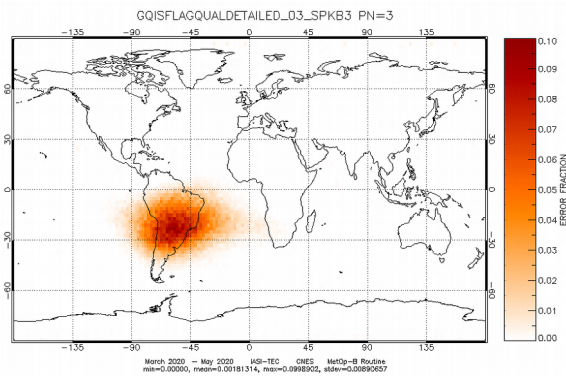 GQISFLAGQUALDETAILED_03_SPKB3 PN=3
−135 −90 −45 0 45 90 135
60 60
30 30
0 0
−30 −30
−60 −60
−135 −90 −45 0 45 90 135
0.10
0.09
0.08
0.07
0.06
0.05
0.04
0.03
0.02
0.01
0.00
ERROR FRACTION
March 2020 − May 2020 IASI-TEC CNES MetOp-B Routine
min=0.00000, mean=0.00181314, max=0.0998902, stdev=0.00890657